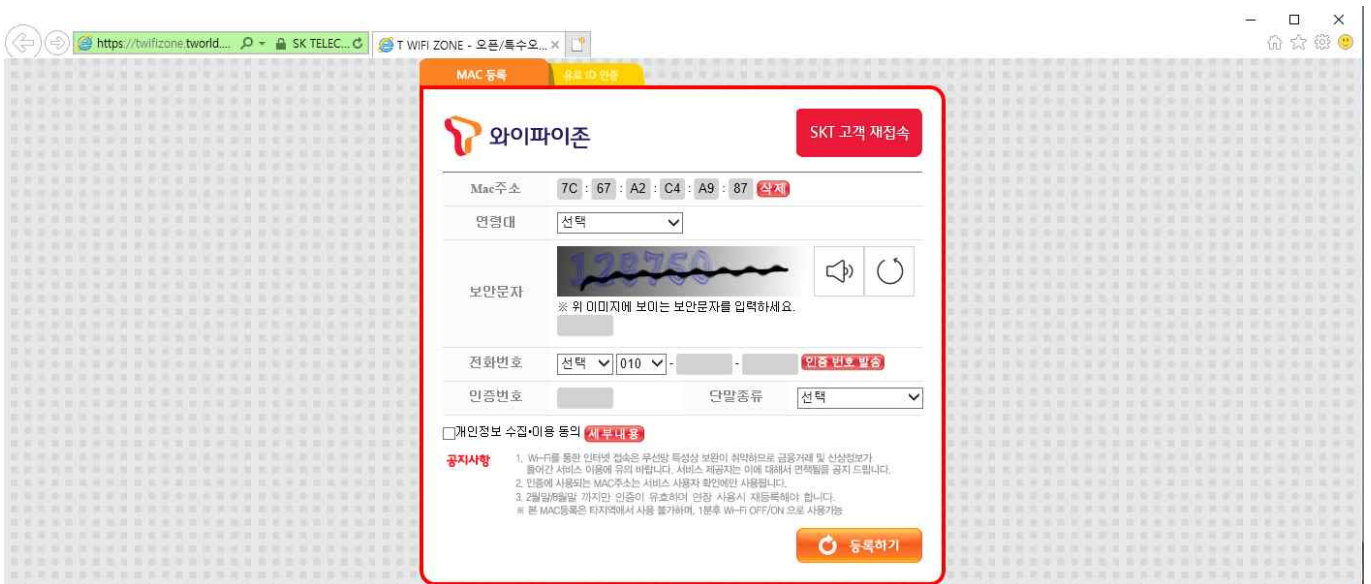 https://twifizone.tworld.... SK TELEC... T WIFI ZONE - 오픈/특수오...
MAC 등록 유료 ID 인증
와이파이존 SKT 고객 재접속
Mac주소 7C : 67 : A2 : C4 : A9 : 87 삭제
연령대 선택
보안문자
※ 위 이미지에 보이는 보안문자를 입력하세요.
전화번호 선택 010 - - 인증 번호 발송
인증번호 단말종류 선택
개인정보 수집•이용 동의 세부내용
공지사항 1. Wi-Fi를 통한 인터넷 접속은 무선망 특성상 보완이 취약하므로 금융거래 및 신상정보가
들어간 서비스 이용에 유의 바랍니다. 서비스 제공자는 이에 대해서 면책됨을 공지 드립니다.
2. 인증에 사용되는 MAC주소는 서비스 사용자 확인에만 사용됩니다.
3. 2월말/8월말 까지만 인증이 유효하며 연장 사용시 재등록해야 합니다.
※ 본 MAC등록은 타지역에서 사용 불가하며, 1분후 Wi-Fi OFF/ON 으로 사용가능
등록하기